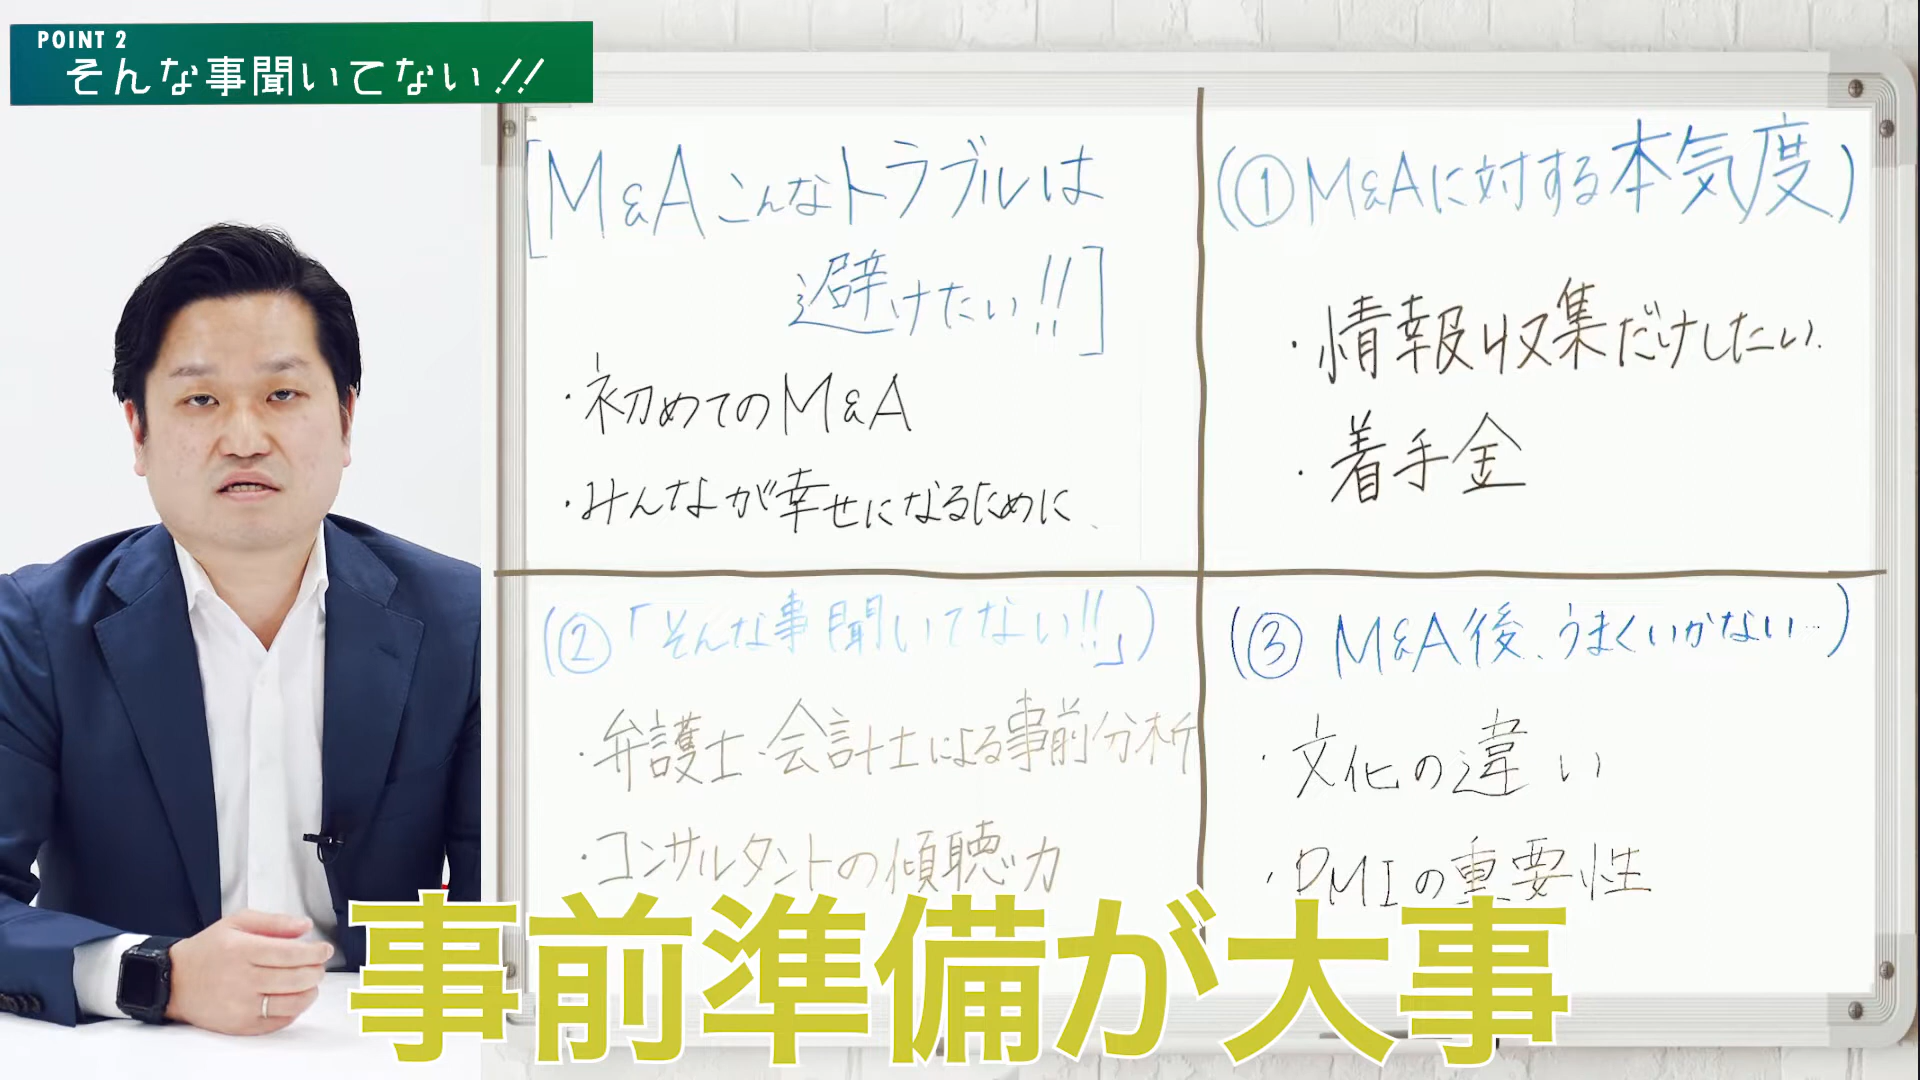 POINT 2
そんな事聞いてない!!
[M&Aこんなトラブルは
避けたい!!]
・初めてのM&A
・みんなが幸せになるために
(①M&Aに対する本気度)
・情報収集だけしたい
・着手金
(②「そんな事聞いてない!!」)
・弁護士・会計士による事前分析
・コンサルタントの傾聴力
(③ M&A後、うまくいかない…)
・文化の違い
・PMIの重要性
事前準備が大事